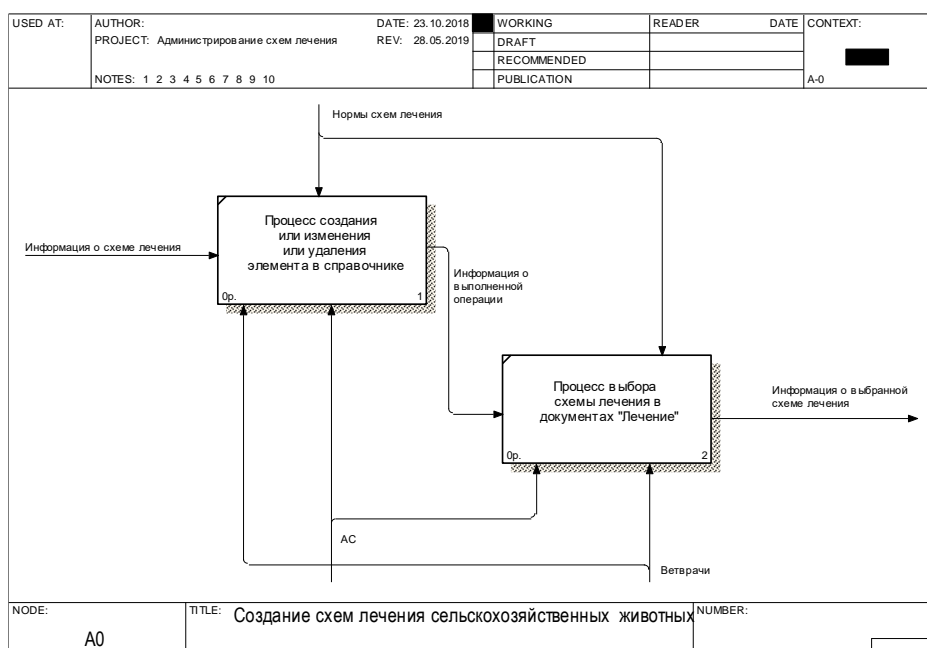 USED AT:
AUTHOR:
DATE: 23.10.2018
WORKING
READER
DATE
CONTEXT:
PROJECT: Администрирование схем лечения
REV: 28.05.2019
DRAFT
RECOMMENDED
NOTES: 1 2 3 4 5 6 7 8 9 10
PUBLICATION
A-0
Нормы схем лечения
Процесс создания
или изменения
или удаления
элемента в справочнике
0р.
1
Информация о схеме лечения
Информация о
выполненной
операции
Процесс выбора
схемы лечения в
документах "Лечение"
0р.
2
Информация о выбранной
схеме лечения
АС
Ветврачи
NODE:
A0
TITLE: Создание схем лечения сельскохозяйственных животных
NUMBER: